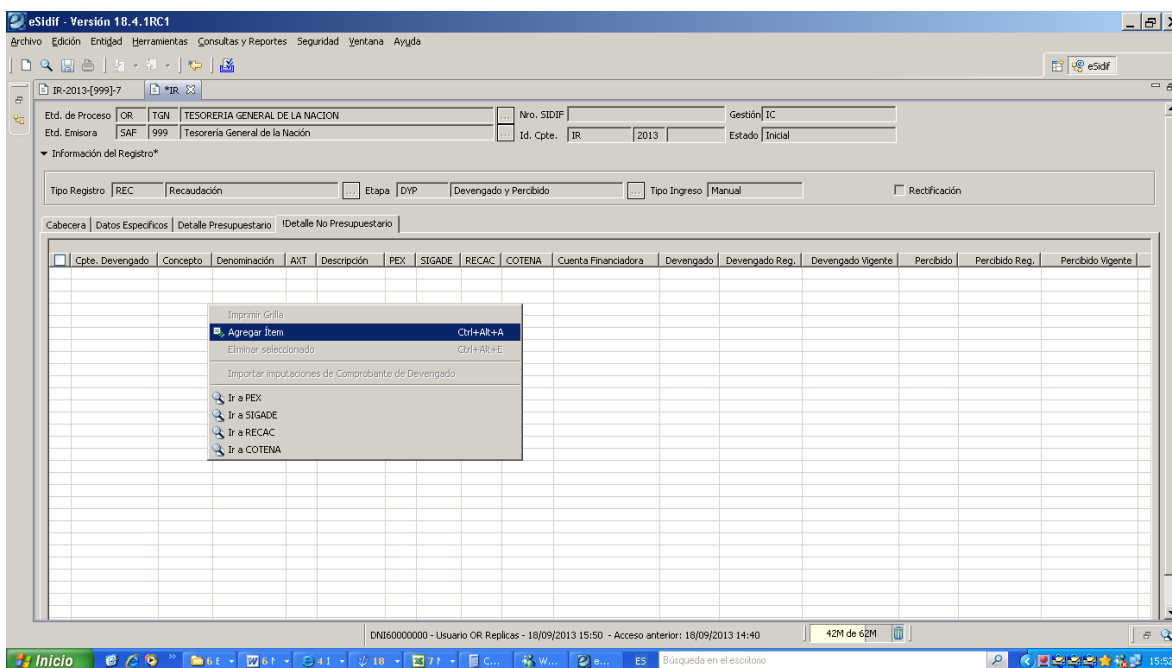 eSidif - Versión 18.4.1RC1
Archivo Edición Entidad Herramientas Consultas y Reportes Seguridad Ventana Ayuda
eSidif
IR-2013-[999]-7 *IR
Etd. de Proceso OR TGN TESORERIA GENERAL DE LA NACION ... Nro. SIDIF Gestión IC
Etd. Emisora SAF 999 Tesorería General de la Nación ... Id. Cpte. IR 2013 Estado Inicial
Información del Registro*
Tipo Registro REC Recaudación ... Etapa DYP Devengado y Percibido ... Tipo Ingreso Manual Rectificación
Cabecera Datos Especificos Detalle Presupuestario !Detalle No Presupuestario
Cpte. Devengado Concepto Denominación AXT Descripción PEX SIGADE RECAC COTENA Cuenta Financiadora Devengado Devengado Reg. Devengado Vigente Percibido Percibido Reg. Percibido Vigente
Imprimir Grilla
Agregar Ítem Ctrl+Alt+A
Eliminar seleccionado Ctrl+Alt+E
Importar imputaciones de Comprobante de Devengado
Ir a PEX
Ir a SIGADE
Ir a RECAC
Ir a COTENA
DNI60000000 - Usuario OR Replicas - 18/09/2013 15:50 - Acceso anterior: 18/09/2013 14:40 42M de 62M
Inicio ES Búsqueda en el escritorio